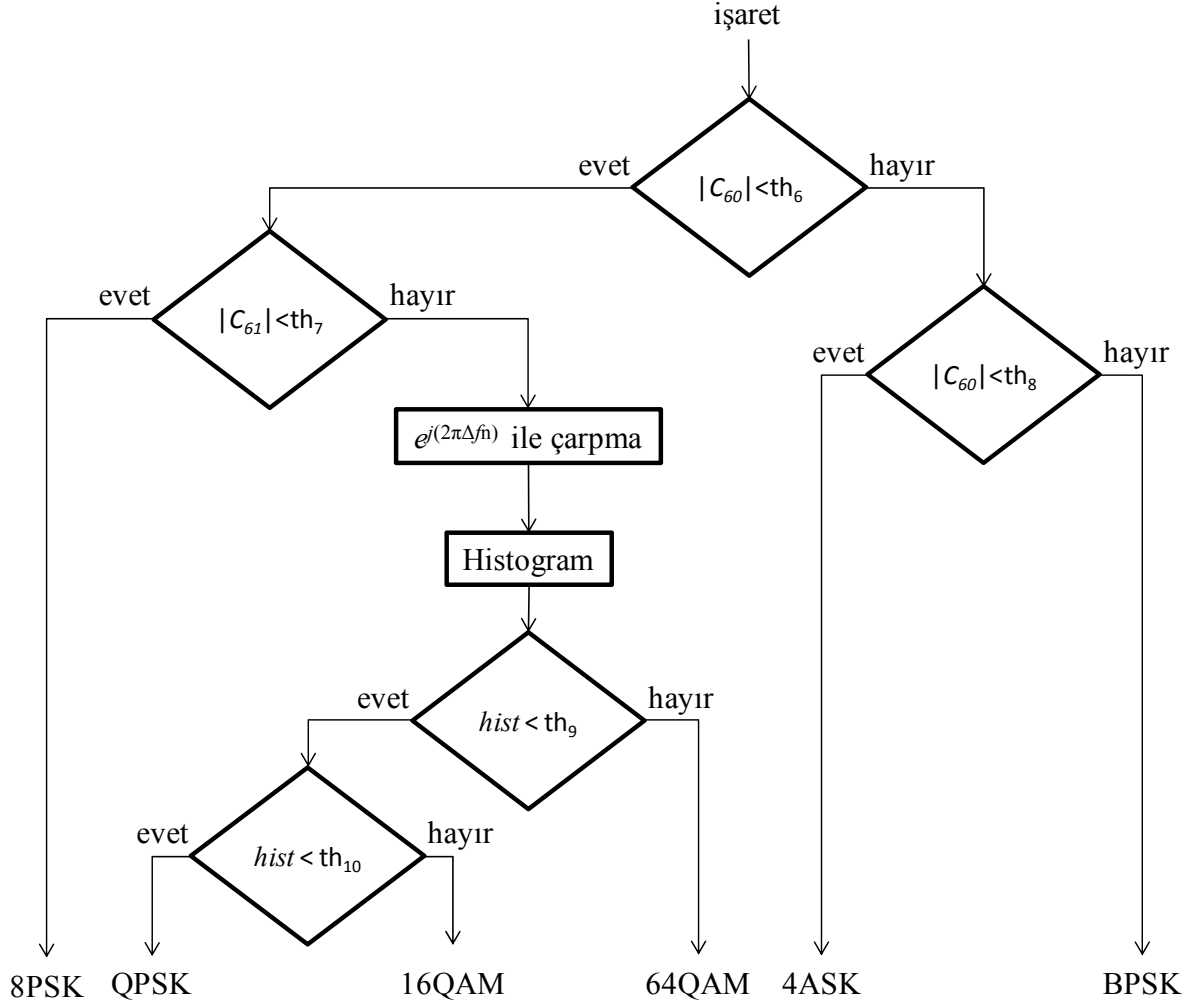 işaret
evet
|C₆₀|<th₆
hayır
evet
|C₆₁|<th₇
hayır
evet
|C₆₀|<th₈
hayır
e^j(2πΔfn) ile çarpma
Histogram
evet
hist < th₉
hayır
evet
hist < th₁₀
hayır
8PSK QPSK 16QAM 64QAM 4ASK BPSK